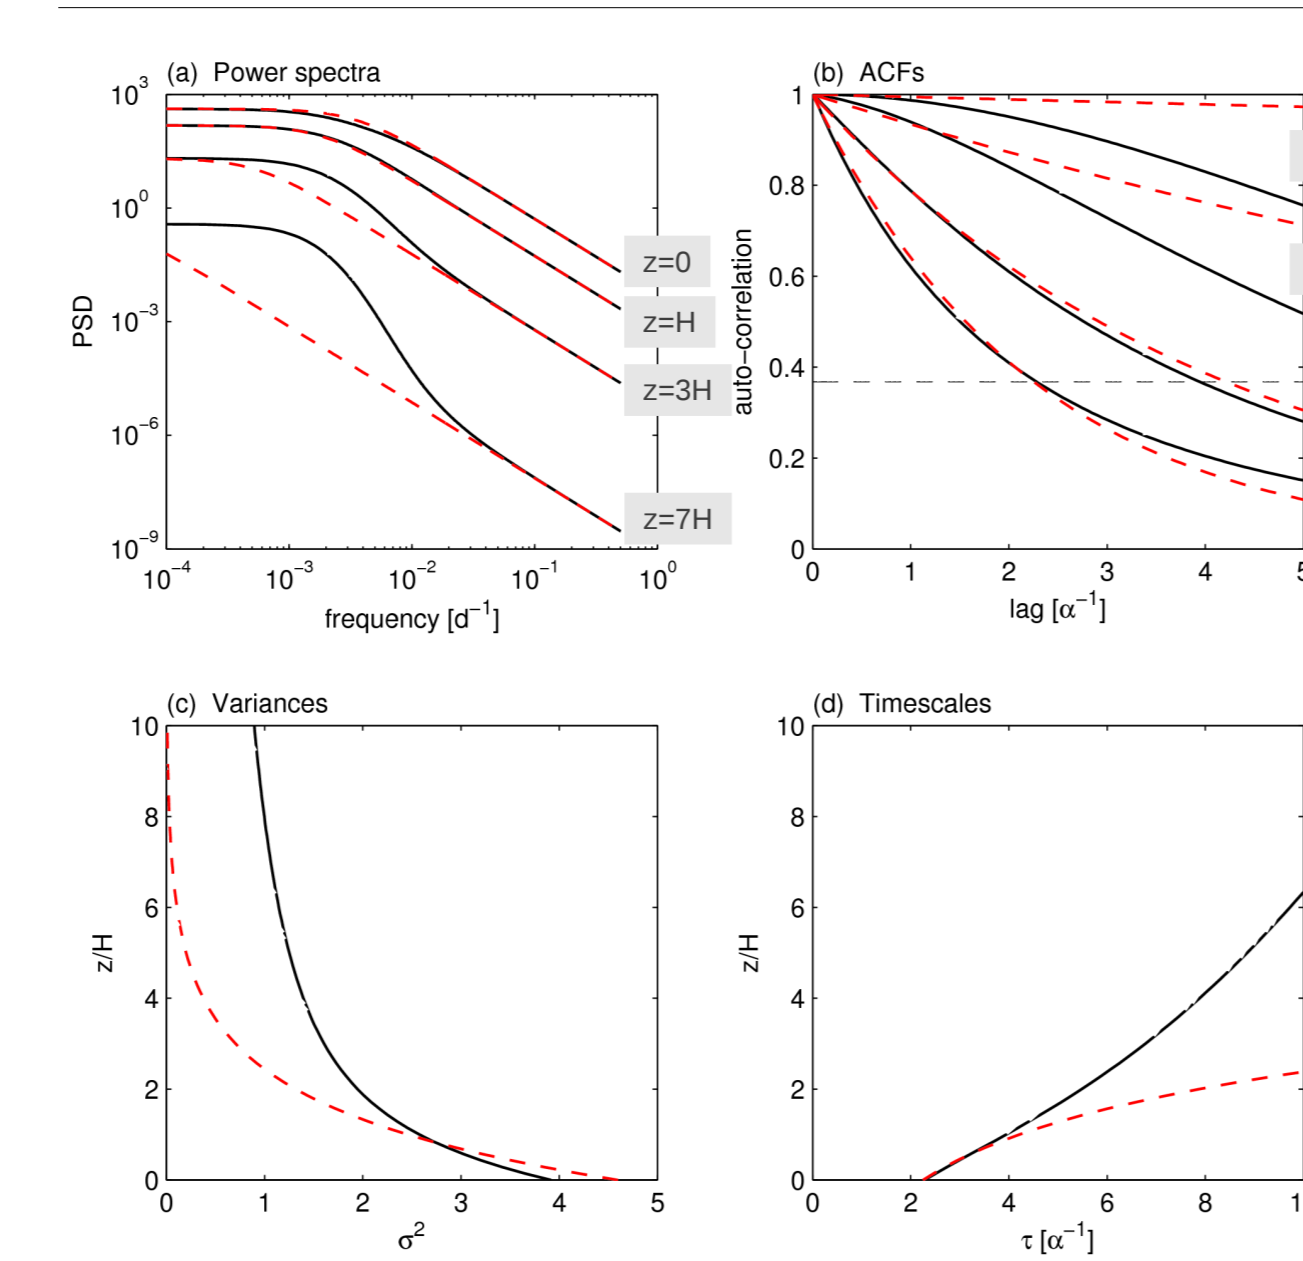 (a) Power spectra
10^3
10^0
10^−3
10^−6
10^−9
PSD
z=0
z=H
z=3H
z=7H
10^−4 10^−3 10^−2 10^−1 10^0
frequency [d^−1]
(b) ACFs
1
0.8
0.6
0.4
0.2
0
auto−correlation
0 1 2 3 4 5
lag [α^−1]
(c) Variances
10
8
6
4
2
0
z/H
0 1 2 3 4 5
σ^2
(d) Timescales
10
8
6
4
2
0
z/H
0 2 4 6 8
τ [α^−1]